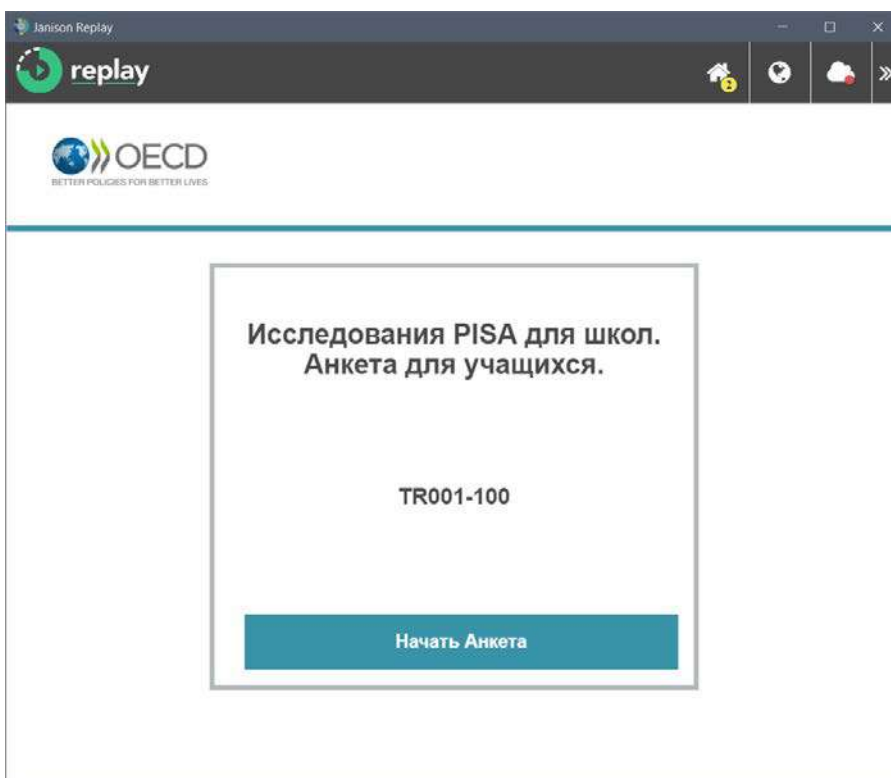 Janison Replay
replay
2
OECD
BETTER POLICIES FOR BETTER LIVES
Исследования PISA для школ.
Анкета для учащихся.
TR001-100
Начать Анкета